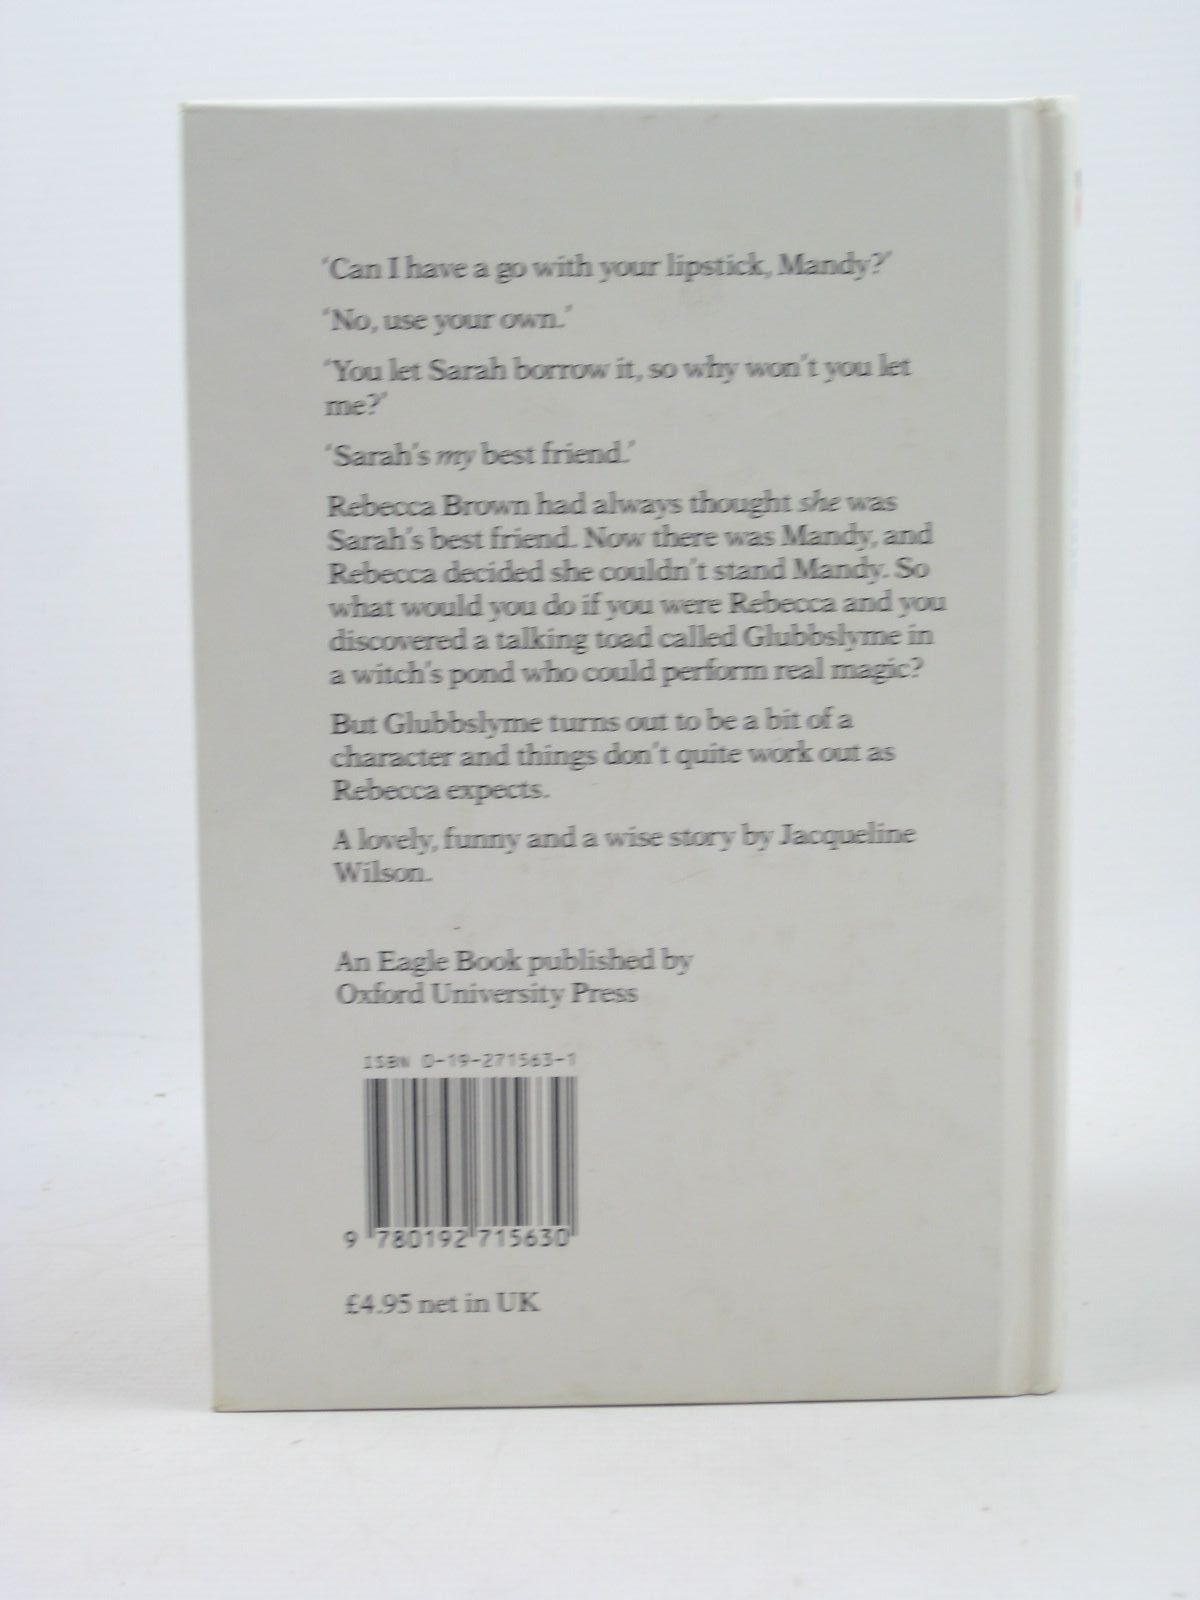 ‘Can I have a go with your lipstick, Mandy?’
‘No, use your own.’
‘You let Sarah borrow it, so why won’t you let
me?’
‘Sarah’s my best friend.’
Rebecca Brown had always thought she was
Sarah’s best friend. Now there was Mandy, and
Rebecca decided she couldn’t stand Mandy. So
what would you do if you were Rebecca and you
discovered a talking toad called Glubbslyme in
a witch’s pond who could perform real magic?
But Glubbslyme turns out to be a bit of a
character and things don’t quite work out as
Rebecca expects.
A lovely, funny and a wise story by Jacqueline
Wilson.
An Eagle Book published by
Oxford University Press
ISBN 0-19-271563-1
9 780192 715630
£4.95 net in UK